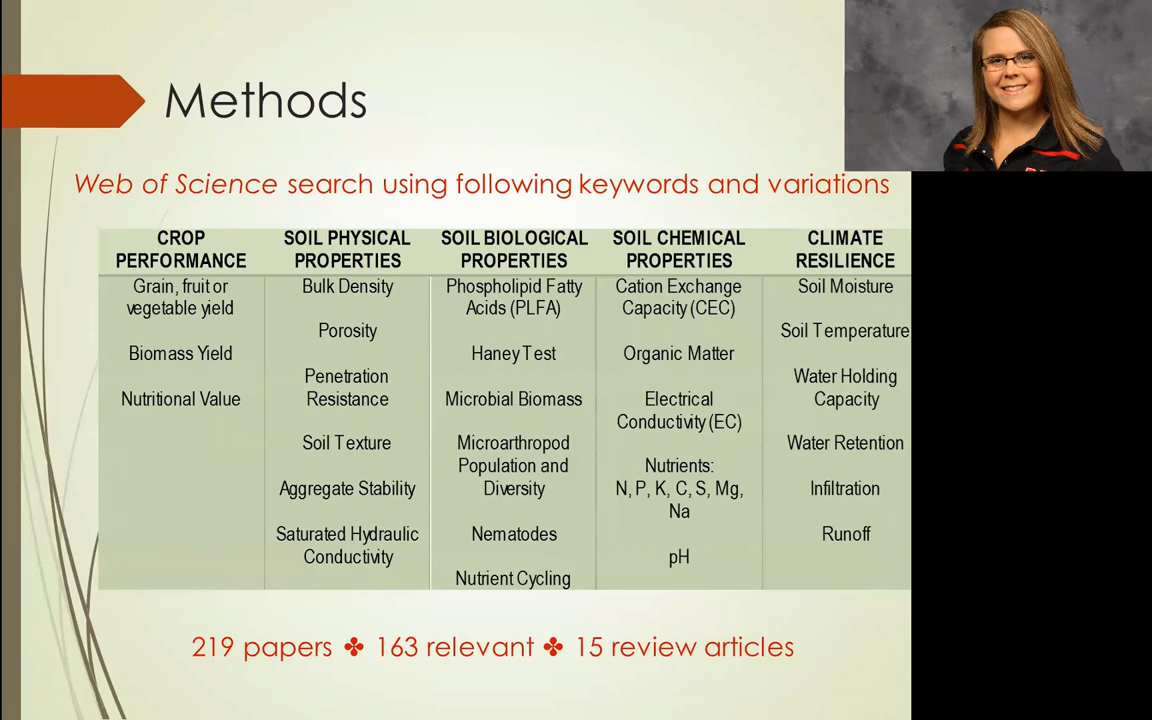 Methods
Web of Science search using following keywords and variations
CROP PERFORMANCE
Grain, fruit or
vegetable yield
Biomass Yield
Nutritional Value
SOIL PHYSICAL PROPERTIES
Bulk Density
Porosity
Penetration
Resistance
Soil Texture
Aggregate Stability
Saturated Hydraulic
Conductivity
SOIL BIOLOGICAL PROPERTIES
Phospholipid Fatty
Acids (PLFA)
Haney Test
Microbial Biomass
Microarthropod
Population and
Diversity
Nematodes
Nutrient Cycling
SOIL CHEMICAL PROPERTIES
Cation Exchange
Capacity (CEC)
Organic Matter
Electrical
Conductivity (EC)
Nutrients:
N, P, K, C, S, Mg,
Na
pH
CLIMATE RESILIENCE
Soil Moisture
Soil Temperature
Water Holding
Capacity
Water Retention
Infiltration
Runoff
219 papers ✤ 163 relevant ✤ 15 review articles